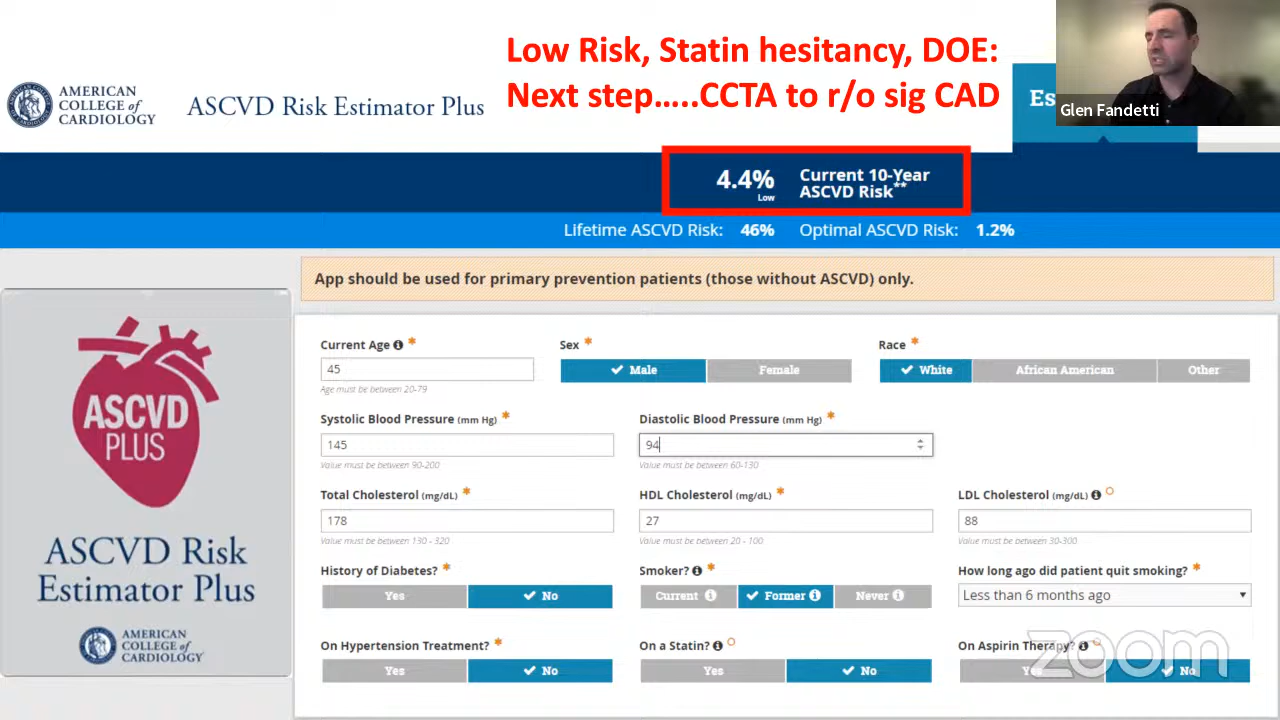 Low Risk, Statin hesitancy, DOE:
Next step.....CCTA to r/o sig CAD
AMERICAN
COLLEGE of
CARDIOLOGY
ASCVD Risk Estimator Plus
Es
Glen Fandetti
4.4%
Low
Current 10-Year
ASCVD Risk**
Lifetime ASCVD Risk: 46% Optimal ASCVD Risk: 1.2%
App should be used for primary prevention patients (those without ASCVD) only.
ASCVD
PLUS
ASCVD Risk
Estimator Plus
AMERICAN
COLLEGE of
CARDIOLOGY
Current Age *
45
Age must be between 20-79
Sex *
Male Female
Race *
White African American Other
Systolic Blood Pressure (mm Hg) *
145
Value must be between 90-200
Diastolic Blood Pressure (mm Hg) *
94
Value must be between 60-130
Total Cholesterol (mg/dL) *
178
Value must be between 130 - 320
HDL Cholesterol (mg/dL) *
27
Value must be between 20 - 100
LDL Cholesterol (mg/dL)
88
Value must be between 30-300
History of Diabetes? *
Yes No
Smoker? *
Current Former Never
How long ago did patient quit smoking? *
Less than 6 months ago
On Hypertension Treatment? *
Yes No
On a Statin?
Yes No
On Aspirin Therapy?
Yes No
zoom